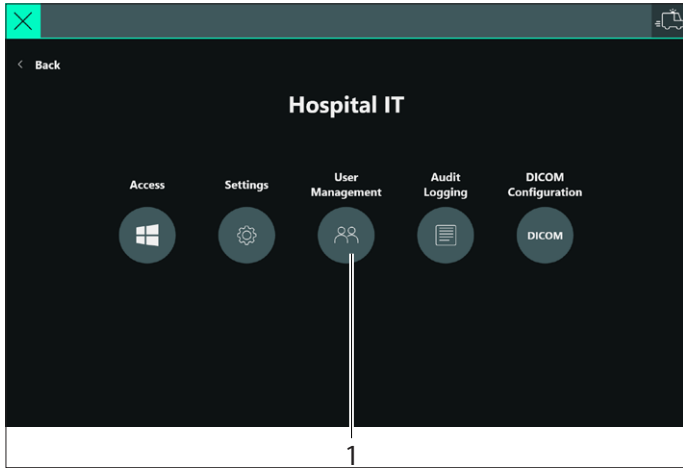 Back
Hospital IT
Access
Settings
User
Management
Audit
Logging
DICOM
Configuration
DICOM
1